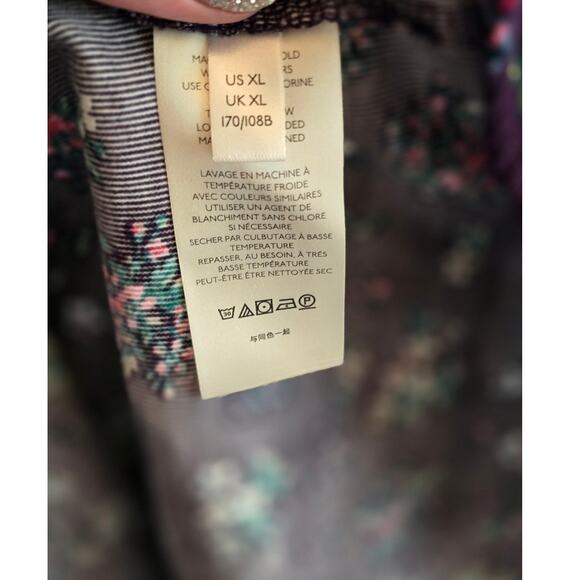 US XL
UK XL
170/108B
LAVAGE EN MACHINE À
TEMPÉRATURE FROIDE
AVEC COULEURS SIMILAIRES
UTILISER UN AGENT DE
BLANCHIMENT SANS CHLORE
SI NÉCESSAIRE
SECHER PAR CULBUTAGE À BASSE
TEMPERATURE
REPASSER, AU BESOIN, À TRÉS
BASSE TEMPÉRATURE
PEUT-ÊTRE ÊTRE NETTOYÉE SEC
30 P
与同色一起